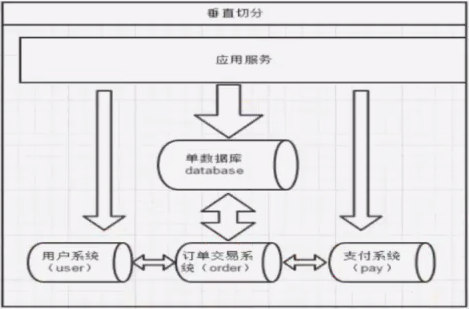 垂直切分
应用服务
单数据库
database
用户系统
（user）
订单交易系
统（order）
支付系统
（pay）